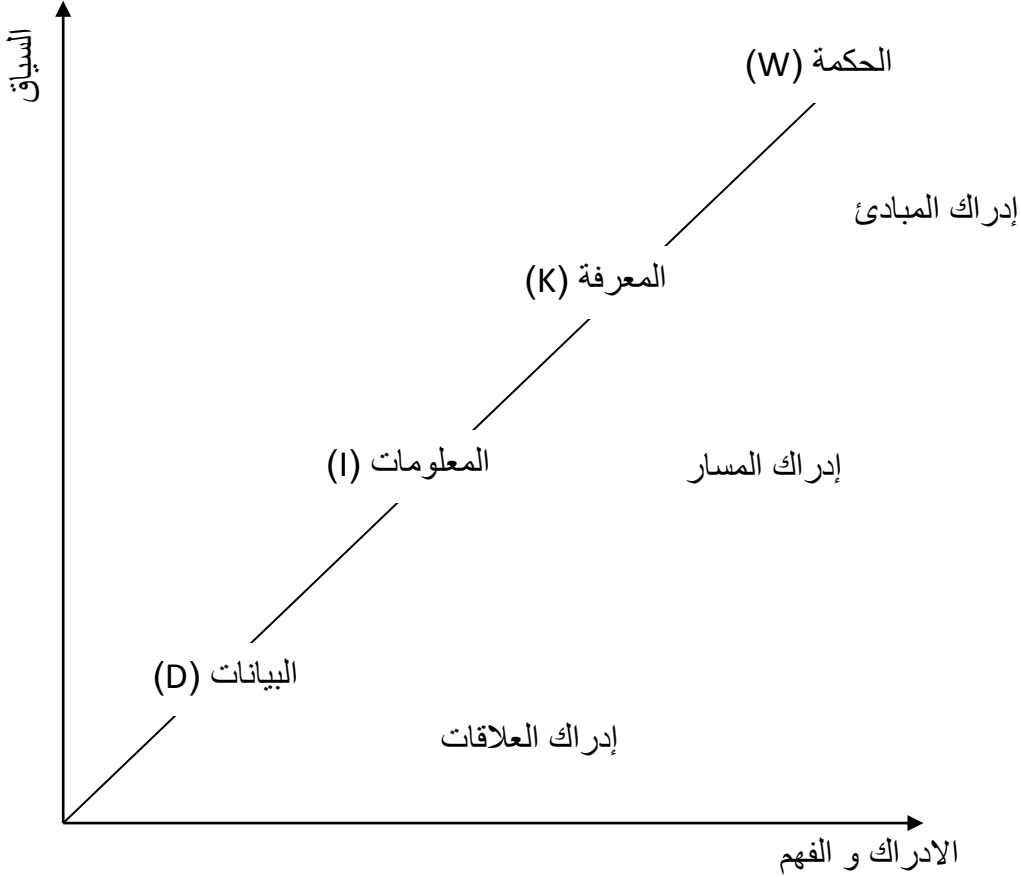 السياق
الحكمة (W)
إدراك المبادئ
المعرفة (K)
المعلومات (I)
إدراك المسار
البيانات (D)
إدراك العلاقات
الادراك و الفهم